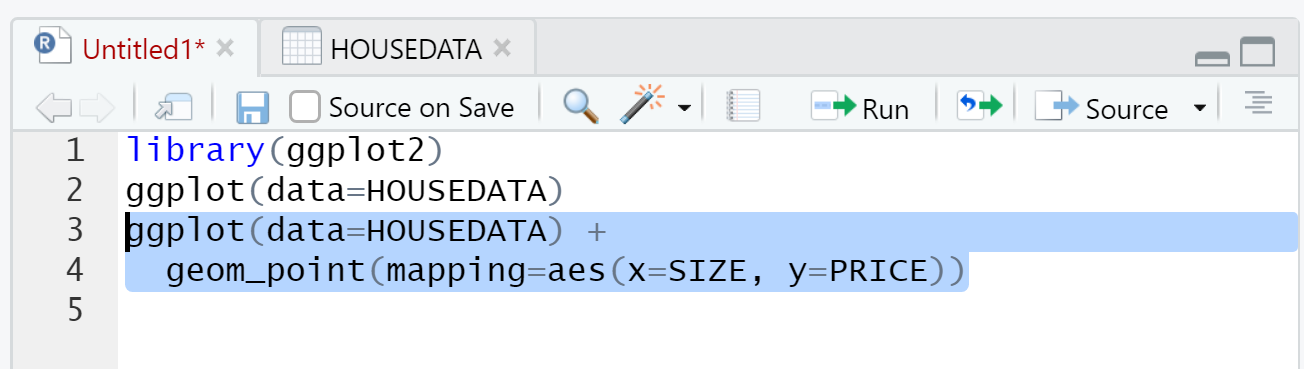 R Untitled1* HOUSEDATA
Source on Save Run Source
1 library(ggplot2)
2 ggplot(data=HOUSEDATA)
3 ggplot(data=HOUSEDATA) +
4   geom_point(mapping=aes(x=SIZE, y=PRICE))
5